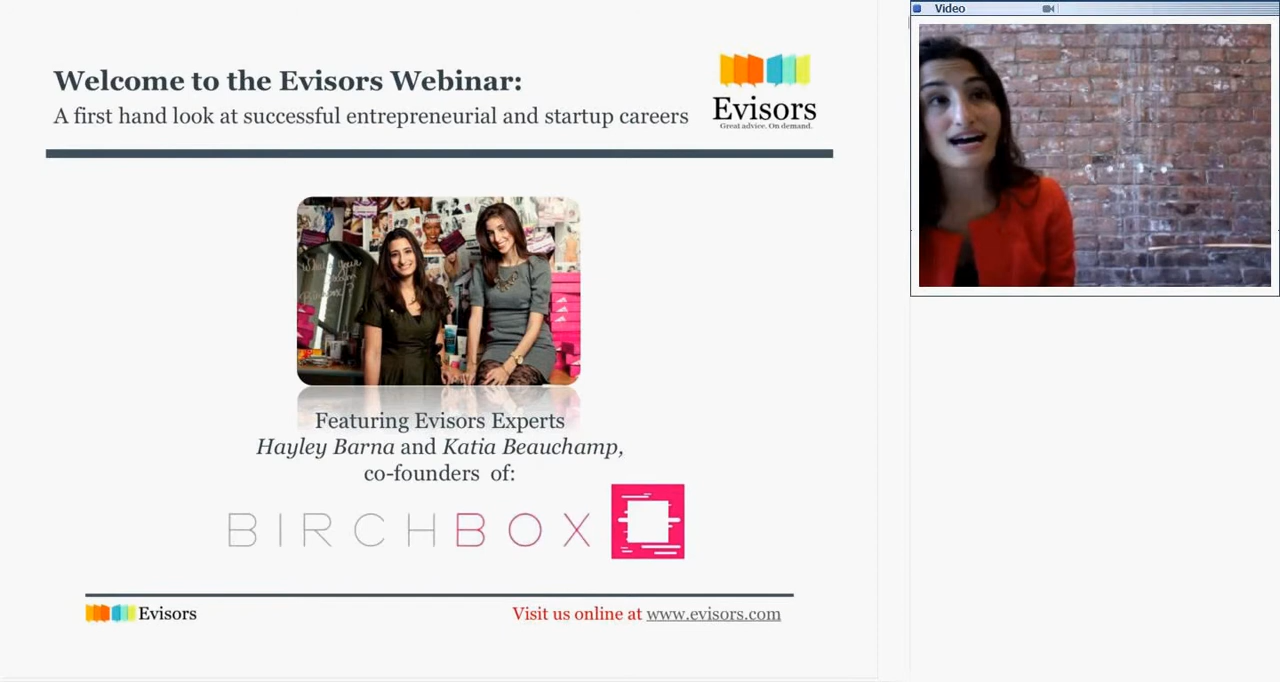 Video
Welcome to the Evisors Webinar:
A first hand look at successful entrepreneurial and startup careers
Evisors
Great advice. On demand.
Featuring Evisors Experts
Hayley Barna and Katia Beauchamp,
co-founders of:
BIRCHBOX
Evisors
Visit us online at www.evisors.com